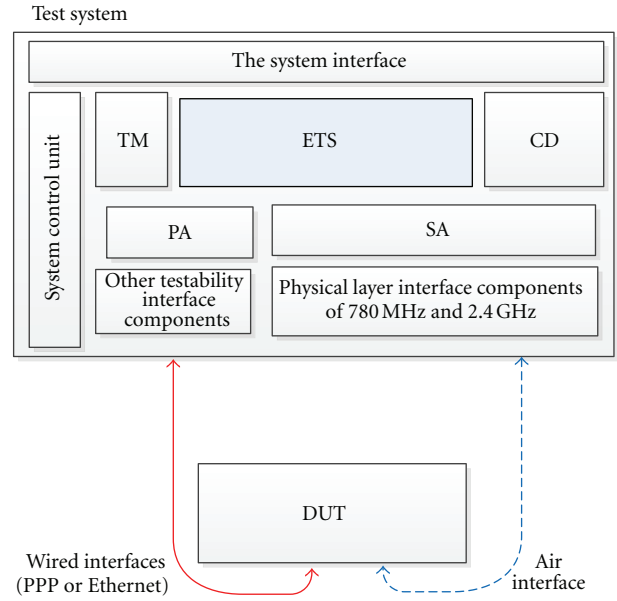 Test system
The system interface
System control unit
TM
ETS
CD
PA
SA
Other testability
interface
components
Physical layer interface components
of 780 MHz and 2.4 GHz
DUT
Wired interfaces
(PPP or Ethernet)
Air
interface